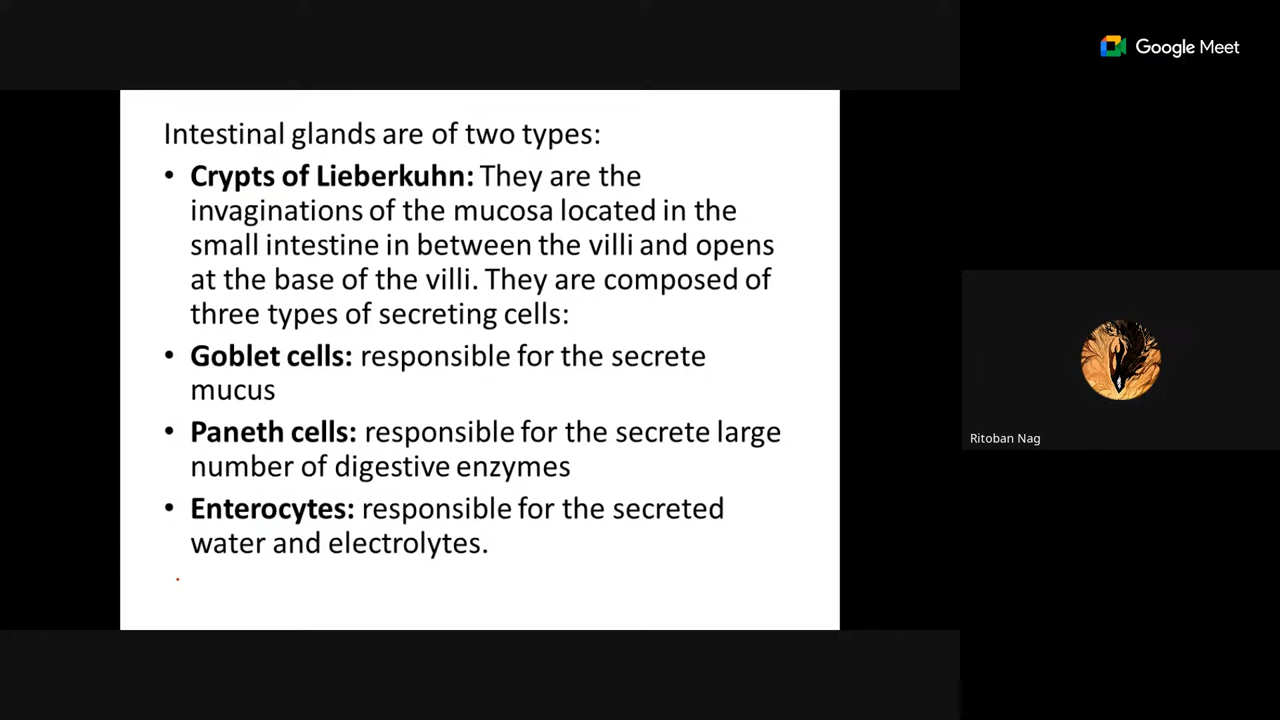 Google Meet
Intestinal glands are of two types:
• Crypts of Lieberkuhn: They are the
invaginations of the mucosa located in the
small intestine in between the villi and opens
at the base of the villi. They are composed of
three types of secreting cells:
• Goblet cells: responsible for the secrete
mucus
• Paneth cells: responsible for the secrete large
number of digestive enzymes
• Enterocytes: responsible for the secreted
water and electrolytes.
Ritoban Nag